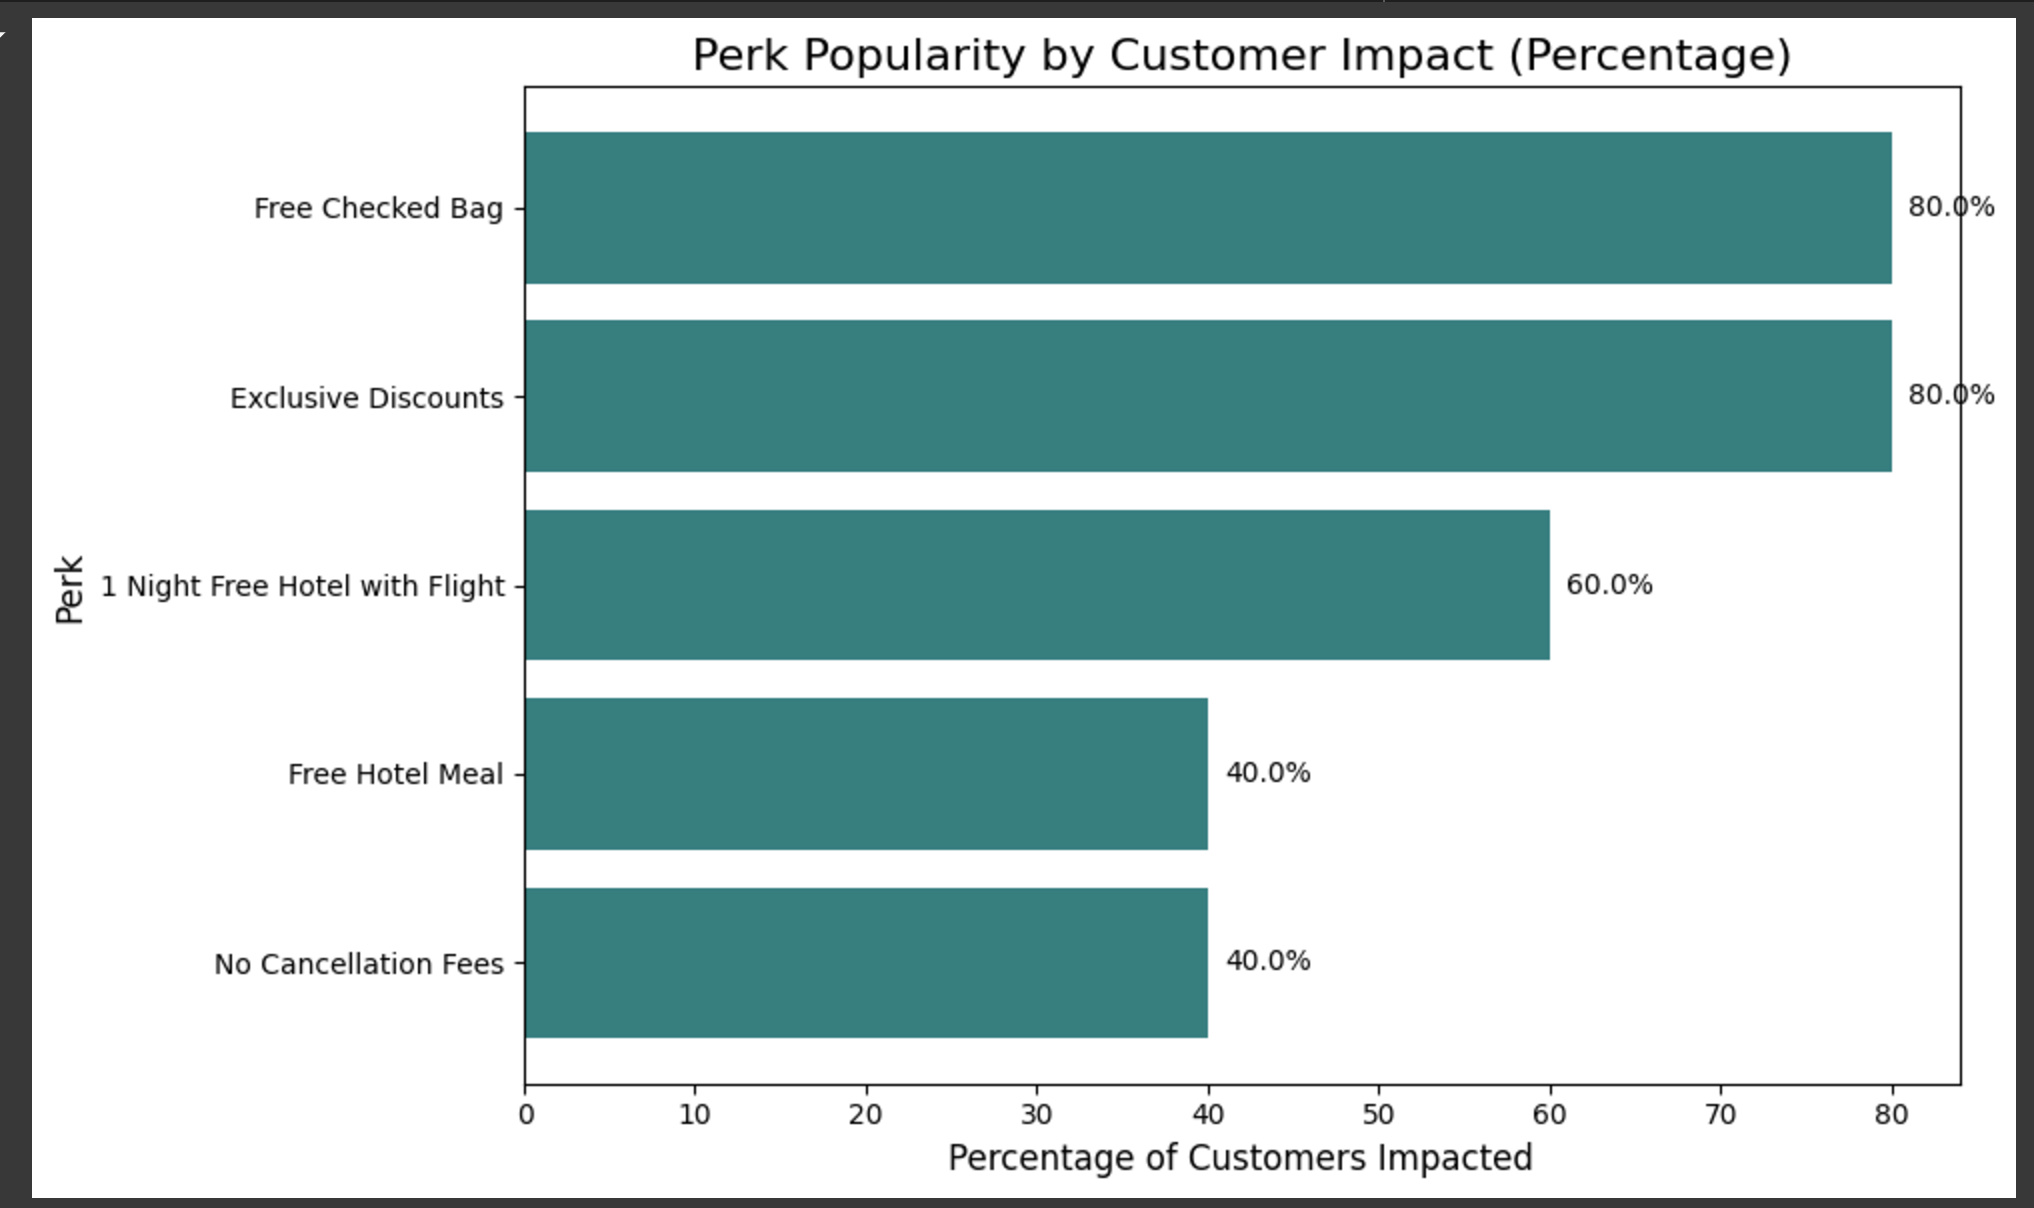 Perk Popularity by Customer Impact (Percentage)
Free Checked Bag
80.0%
Exclusive Discounts
80.0%
Perk
1 Night Free Hotel with Flight
60.0%
Free Hotel Meal
40.0%
No Cancellation Fees
40.0%
0 10 20 30 40 50 60 70 80
Percentage of Customers Impacted